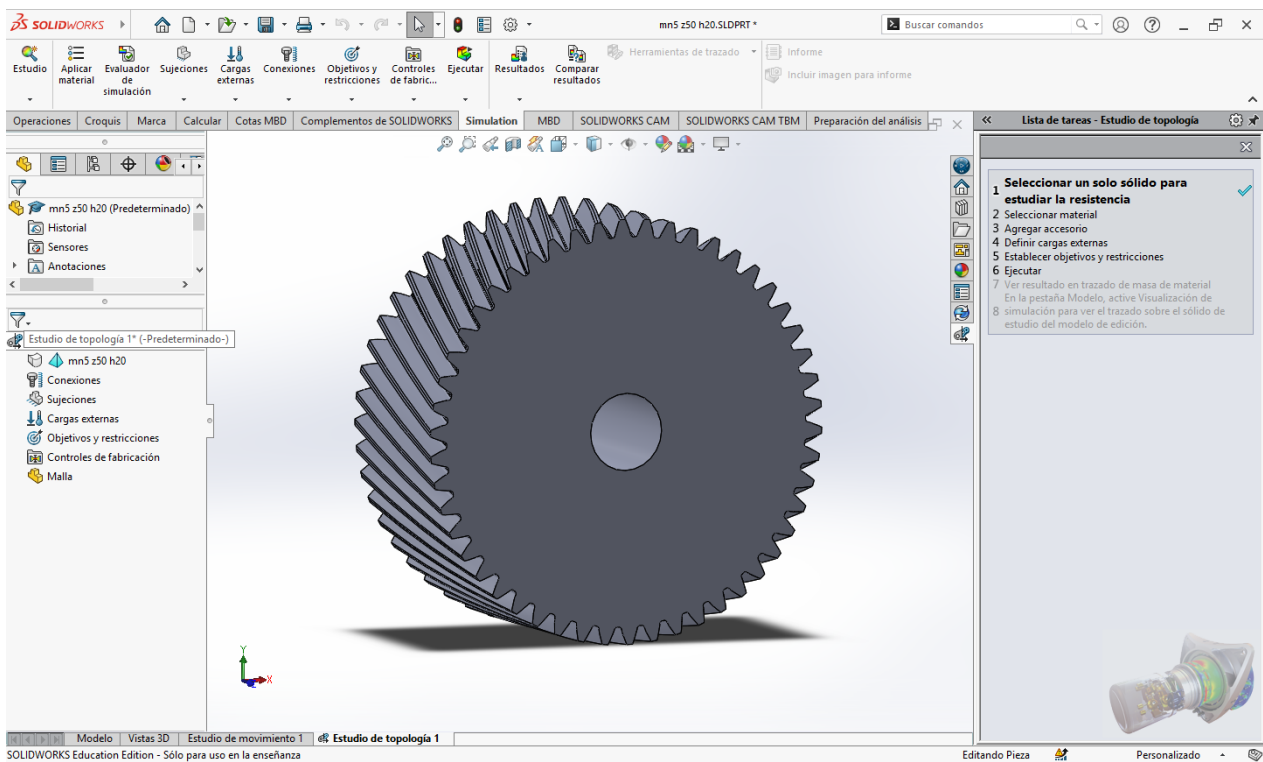 SOLIDWORKS
mn5 z50 h20.SLDPRT *
Buscar comandos
Estudio
Aplicar material
Evaluador de simulación
Sujeciones
Cargas externas
Conexiones
Objetivos y restricciones
Controles de fabric...
Ejecutar
Resultados
Comparar resultados
Herramientas de trazado
Informe
Incluir imagen para informe
Operaciones
Croquis
Marca
Calcular
Cotas MBD
Complementos de SOLIDWORKS
Simulation
MBD
SOLIDWORKS CAM
SOLIDWORKS CAM TBM
Preparación del análisis
Lista de tareas - Estudio de topología
mn5 z50 h20 (Predeterminado)
Historial
Sensores
Anotaciones
Estudio de topología 1* (-Predeterminado-)
mn5 z50 h20
Conexiones
Sujeciones
Cargas externas
Objetivos y restricciones
Controles de fabricación
Malla
1 Seleccionar un solo sólido para
estudiar la resistencia
2 Seleccionar material
3 Agregar accesorio
4 Definir cargas externas
5 Establecer objetivos y restricciones
6 Ejecutar
7 Ver resultado en trazado de masa de material
En la pestaña Modelo, active Visualización de
8 simulación para ver el trazado sobre el sólido de
estudio del modelo de edición.
Y
X
Z
Modelo
Vistas 3D
Estudio de movimiento 1
Estudio de topología 1
SOLIDWORKS Education Edition - Sólo para uso en la enseñanza
Editando Pieza
Personalizado